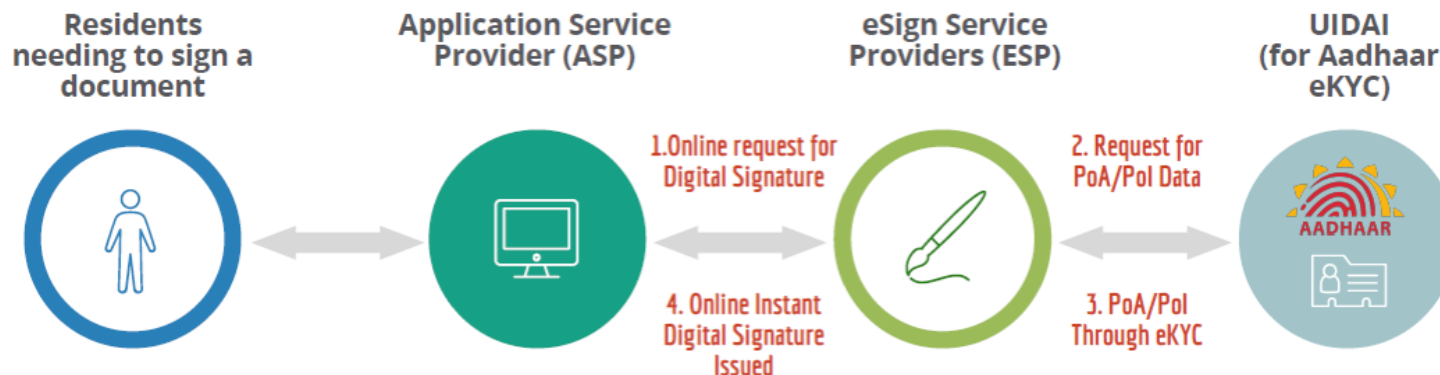 Residents
needing to sign a
document
Application Service
Provider (ASP)
eSign Service
Providers (ESP)
UIDAI
(for Aadhaar
eKYC)
1.Online request for
Digital Signature
2. Request for
PoA/PoI Data
AADHAAR
4. Online Instant
Digital Signature
Issued
3. PoA/PoI
Through eKYC